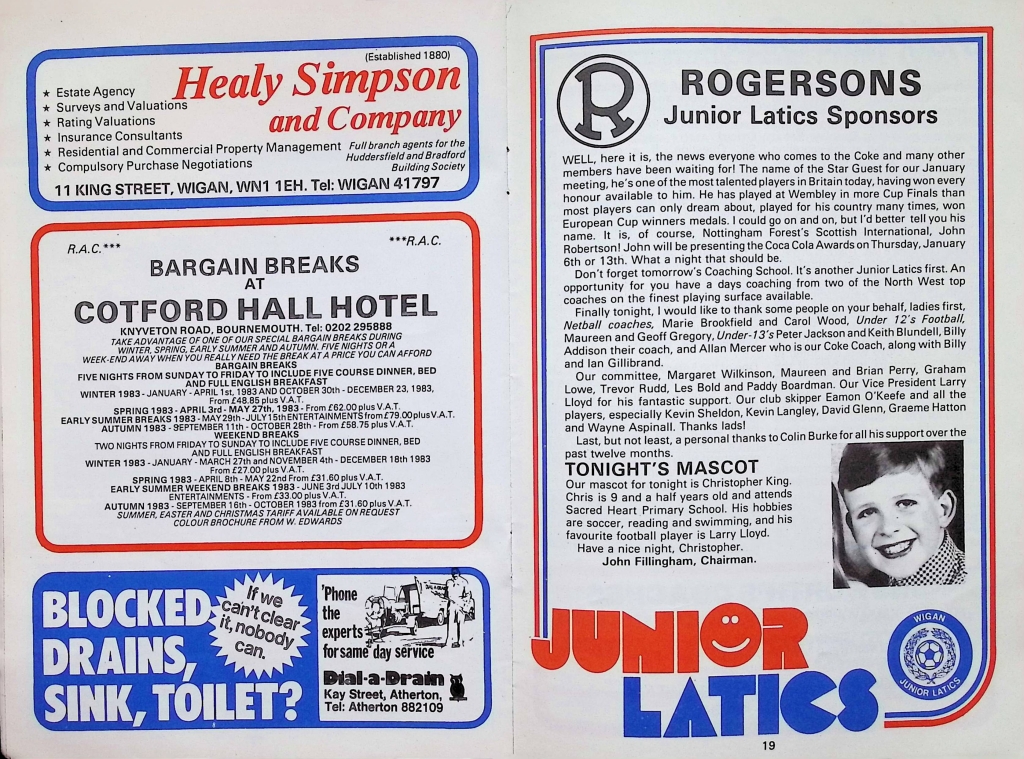 (Established 1880)
Healy Simpson
and Company
★ Estate Agency
★ Surveys and Valuations
★ Rating Valuations
★ Insurance Consultants
★ Residential and Commercial Property Management
★ Compulsory Purchase Negotiations
Full branch agents for the
Huddersfield and Bradford
Building Society
11 KING STREET, WIGAN, WN1 1EH. Tel: WIGAN 41797
R.A.C.***
***R.A.C.
BARGAIN BREAKS
AT
COTFORD HALL HOTEL
KNYVETON ROAD, BOURNEMOUTH. Tel: 0202 295888
TAKE ADVANTAGE OF ONE OF OUR SPECIAL BARGAIN BREAKS DURING
WINTER, SPRING, EARLY SUMMER AND AUTUMN. FIVE NIGHTS OR A
WEEK-END AWAY WHEN YOU REALLY NEED THE BREAK AT A PRICE YOU CAN AFFORD
BARGAIN BREAKS
FIVE NIGHTS FROM SUNDAY TO FRIDAY TO INCLUDE FIVE COURSE DINNER, BED
AND FULL ENGLISH BREAKFAST
WINTER 1983 - JANUARY - APRIL 1st, 1983 AND OCTOBER 30th - DECEMBER 23, 1983,
From £48.85 plus V.A.T.
SPRING 1983 - APRIL 3rd - MAY 27th, 1983 - From £62.00 plus V.A.T.
EARLY SUMMER BREAKS 1983 - MAY 29th - JULY 15th ENTERTAINMENTS from £79.00 plus V.A.T.
AUTUMN 1983 - SEPTEMBER 11th - OCTOBER 28th - From £58.75 plus V.A.T.
WEEKEND BREAKS
TWO NIGHTS FROM FRIDAY TO SUNDAY TO INCLUDE FIVE COURSE DINNER, BED
AND FULL ENGLISH BREAKFAST
WINTER 1983 - JANUARY - MARCH 27th and NOVEMBER 4th - DECEMBER 18th 1983
From £27.00 plus V.A.T.
SPRING 1983 - APRIL 8th - MAY 22nd From £31.60 plus V.A.T.
EARLY SUMMER WEEKEND BREAKS 1983 - JUNE 3rd JULY 10th 1983
ENTERTAINMENTS - From £33.00 plus V.A.T.
AUTUMN 1983 - SEPTEMBER 16th - OCTOBER 1983 from £31.60 plus V.A.T.
SUMMER, EASTER AND CHRISTMAS TARIFF AVAILABLE ON REQUEST
COLOUR BROCHURE FROM W. EDWARDS
BLOCKED
DRAINS,
SINK, TOILET?
If we
can't clear
it, nobody
can.
'Phone
the
experts
for same day service
Dial-a-Drain
Kay Street, Atherton,
Tel: Atherton 882109
R
ROGERSONS
Junior Latics Sponsors
WELL, here it is, the news everyone who comes to the Coke and many other
members have been waiting for! The name of the Star Guest for our January
meeting, he's one of the most talented players in Britain today, having won every
honour available to him. He has played at Wembley in more Cup Finals than
most players can only dream about, played for his country many times, won
European Cup winners medals. I could go on and on, but I'd better tell you his
name. It is, of course, Nottingham Forest's Scottish International, John
Robertson! John will be presenting the Coca Cola Awards on Thursday, January
6th or 13th. What a night that should be.
Don't forget tomorrow's Coaching School. It's another Junior Latics first. An
opportunity for you have a days coaching from two of the North West top
coaches on the finest playing surface available.
Finally tonight, I would like to thank some people on your behalf, ladies first,
Netball coaches, Marie Brookfield and Carol Wood, Under 12's Football,
Maureen and Geoff Gregory, Under-13's Peter Jackson and Keith Blundell, Billy
Addison their coach, and Allan Mercer who is our Coke Coach, along with Billy
and Ian Gillibrand.
Our committee, Margaret Wilkinson, Maureen and Brian Perry, Graham
Lowe, Trevor Rudd, Les Bold and Paddy Boardman. Our Vice President Larry
Lloyd for his fantastic support. Our club skipper Eamon O'Keefe and all the
players, especially Kevin Sheldon, Kevin Langley, David Glenn, Graeme Hatton
and Wayne Aspinall. Thanks lads!
Last, but not least, a personal thanks to Colin Burke for all his support over the
past twelve months.
TONIGHT'S MASCOT
Our mascot for tonight is Christopher King.
Chris is 9 and a half years old and attends
Sacred Heart Primary School. His hobbies
are soccer, reading and swimming, and his
favourite football player is Larry Lloyd.
Have a nice night, Christopher.
John Fillingham, Chairman.
JUNIOR
LATICS
WIGAN
JUNIOR LATICS
19